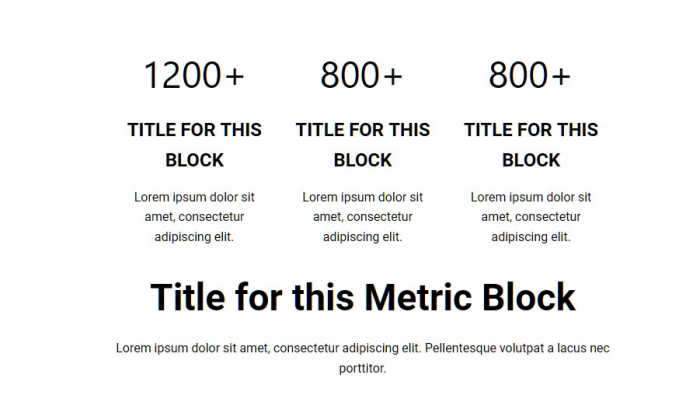 1200+
800+
800+
TITLE FOR THIS
BLOCK
TITLE FOR THIS
BLOCK
TITLE FOR THIS
BLOCK
Lorem ipsum dolor sit
amet, consectetur
adipiscing elit.
Lorem ipsum dolor sit
amet, consectetur
adipiscing elit.
Lorem ipsum dolor sit
amet, consectetur
adipiscing elit.
Title for this Metric Block
Lorem ipsum dolor sit amet, consectetur adipiscing elit. Pellentesque volutpat a lacus nec
porttitor.